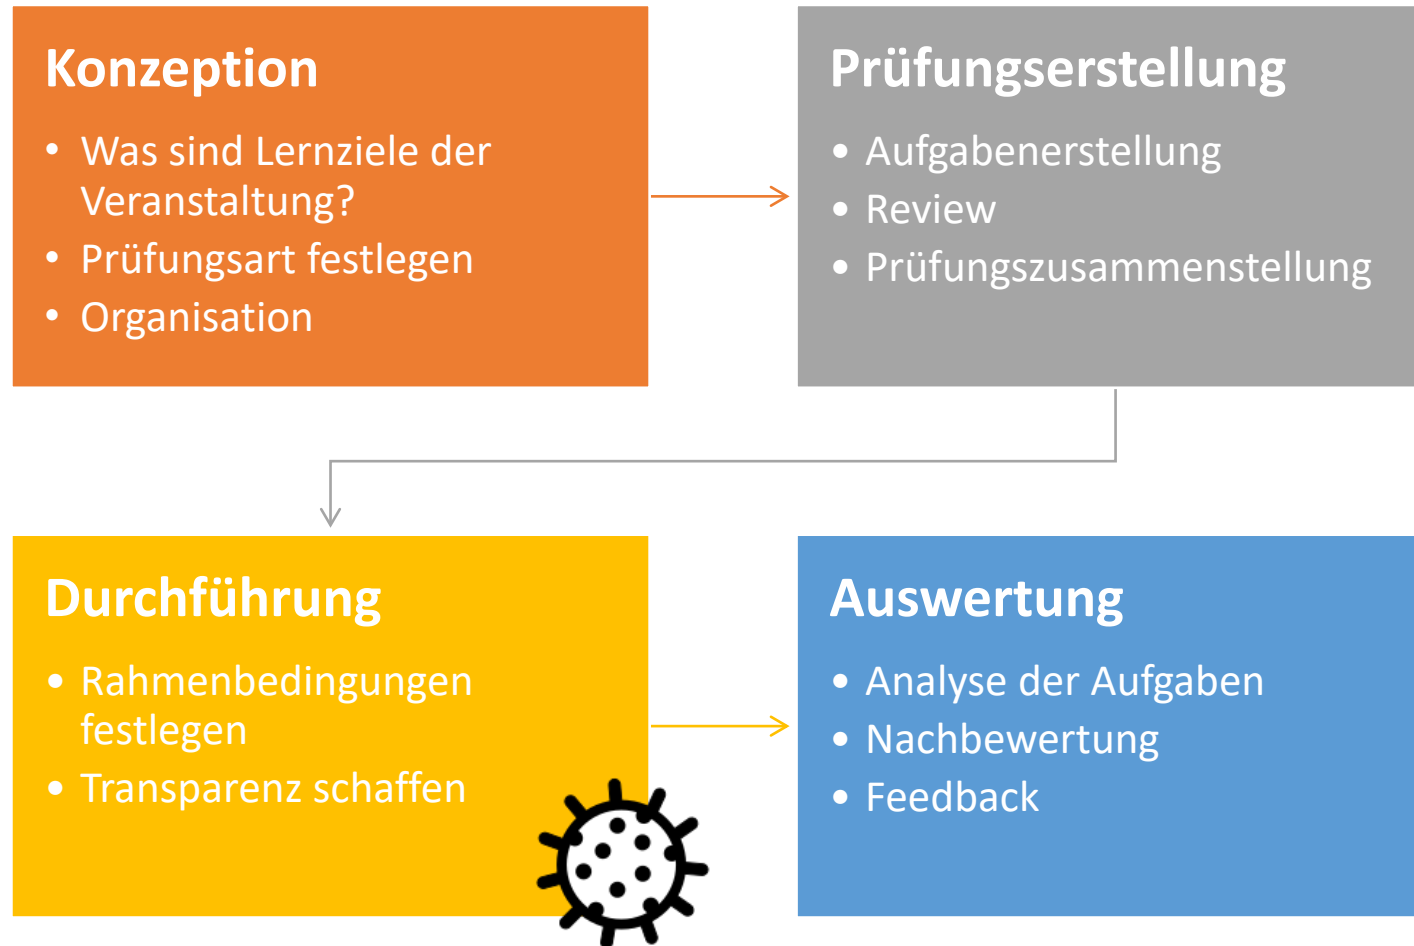 Konzeption
• Was sind Lernziele der
Veranstaltung?
• Prüfungsart festlegen
• Organisation
Prüfungserstellung
• Aufgabenerstellung
• Review
• Prüfungszusammenstellung
Durchführung
• Rahmenbedingungen
festlegen
• Transparenz schaffen
Auswertung
• Analyse der Aufgaben
• Nachbewertung
• Feedback